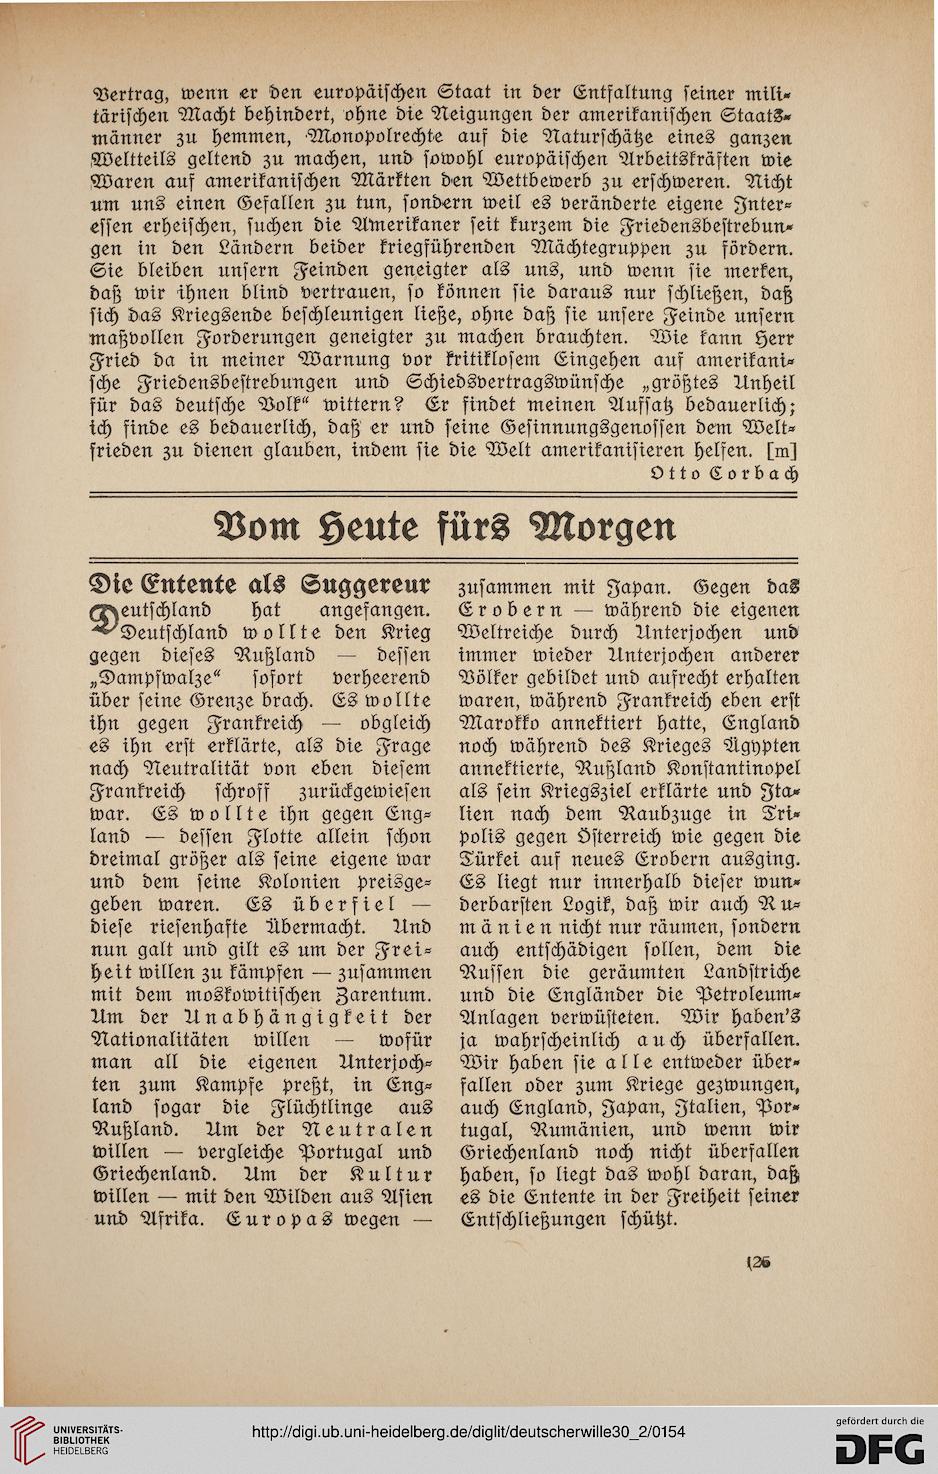 Vertrag, wenn er den europäischen Staat in der Entfaltung seiner mili-
tärischen Macht behindert, ohne die Neigungen der amerikanischen Staats-
männer zu hemmen, Monopolrechte auf die Naturschätze eines ganzen
Weltteils geltend zu machen, und sowohl europäischen Arbeitskräften wie
Waren auf amerikanischen Märkten den Wettbewerb zu erschweren. Nicht
um uns einen Gefallen zu tun, sondern weil es veränderte eigene Inter-
essen erheischen, suchen die Amerikaner seit kurzem die Friedensbestrebun-
gen in den Ländern beider kriegführenden Mächtegruppen zu fördern.
Sie bleiben unsern Feinden geneigter als uns, und wenn sie merken,
daß wir ihnen blind vertrauen, so können sie daraus nur schließen, daß
sich das Kriegsende beschleunigen ließe, ohne daß sie unsere Feinde unsern
maßvollen Forderungen geneigter zu machen brauchten. Wie kann Herr
Fried da in meiner Warnung vor kritiklosem Eingehen auf amerikani-
sche Friedensbestrebungen und Schiedsvertragswünsche „größtes Unheil
für das deutsche Volk“ wittern? Er findet meinen Aufsatz bedauerlich;
ich finde es bedauerlich, daß er und seine Gesinnungsgenossen dem Welt-
frieden zu dienen glauben, indem sie die Welt amerikanisieren helfen. [m]
Otto Corbach
Vom Heute fürs Morgen
Die Entente als Suggereur
Deutschland hat angefangen.
Deutschland wollte den Krieg
gegen dieses Rußland — dessen
„Dampfwalze“ sofort verheerend
über seine Grenze brach. Es wollte
ihn gegen Frankreich — obgleich
es ihn erst erklärte, als die Frage
nach Neutralität von eben diesem
Frankreich schroff zurückgewiesen
war. Es wollte ihn gegen Eng-
land — dessen Flotte allein schon
dreimal größer als seine eigene war
und dem seine Kolonien preisge-
geben waren. Es überfiel —
diese riesenhafte Übermacht. Und
nun galt und gilt es um der Frei-
heit willen zu kämpfen — zusammen
mit dem moskowitischen Zarentum.
Um der Unabhängigkeit der
Nationalitäten willen — wofür
man all die eigenen Unterjoch-
ten zum Kampfe preßt, in Eng-
land sogar die Flüchtlinge aus
Rußland. Um der Neutralen
willen — vergleiche Portugal und
Griechenland. Um der Kultur
willen — mit den Wilden aus Asien
und Afrika. Europas wegen —
zusammen mit Japan. Gegen das
Erobern — während die eigenen
Weltreiche durch Unterjochen und
immer wieder Unterjochen anderer
Völker gebildet und aufrecht erhalten
waren, während Frankreich eben erst
Marokko annektiert hatte, England
noch während des Krieges Ägypten
annektierte, Rußland Konstantinopel
als sein Kriegsziel erklärte und Ita-
lien nach dem Raubzuge in Tri-
polis gegen Österreich wie gegen die
Türkei auf neues Erobern ausging.
Es liegt nur innerhalb dieser wun-
derbarsten Logik, daß wir auch Ru-
mänien nicht nur räumen, sondern
auch entschädigen sollen, dem die
Russen die geräumten Landstriche
und die Engländer die Petroleum-
Anlagen verwüsteten. Wir haben's
ja wahrscheinlich auch überfallen.
Wir haben sie alle entweder über-
fallen oder zum Kriege gezwungen,
auch England, Japan, Italien, Por-
tugal, Rumänien, und wenn wir
Griechenland noch nicht überfallen
haben, so liegt das wohl daran, daß
es die Entente in der Freiheit seiner
Entschließungen schützt.
125
UNIVERSITÄTS-
BIBLIOTHEK
HEIDELBERG
http://digi.ub.uni-heidelberg.de/diglit/deutscherwille30_2/0154
gefördert durch die
DFG